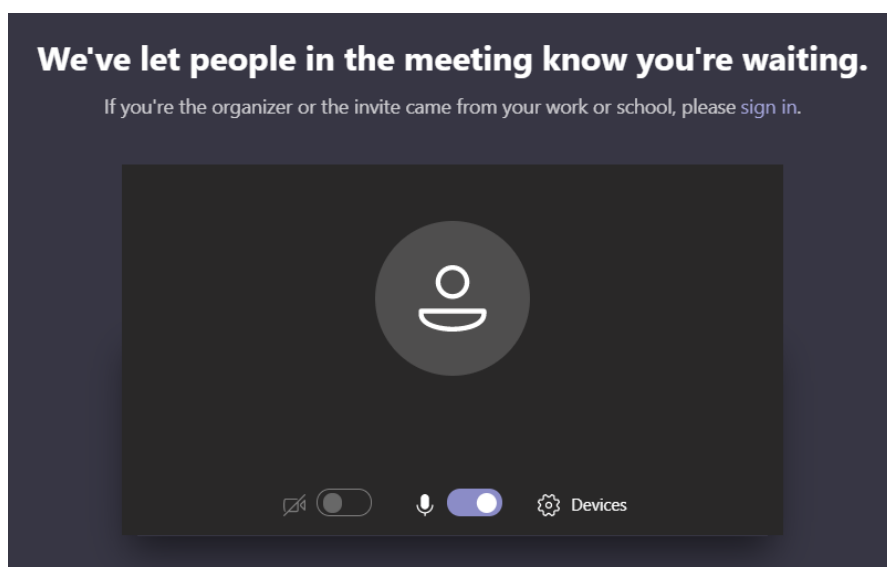 We've let people in the meeting know you're waiting.
If you're the organizer or the invite came from your work or school, please sign in.
Devices